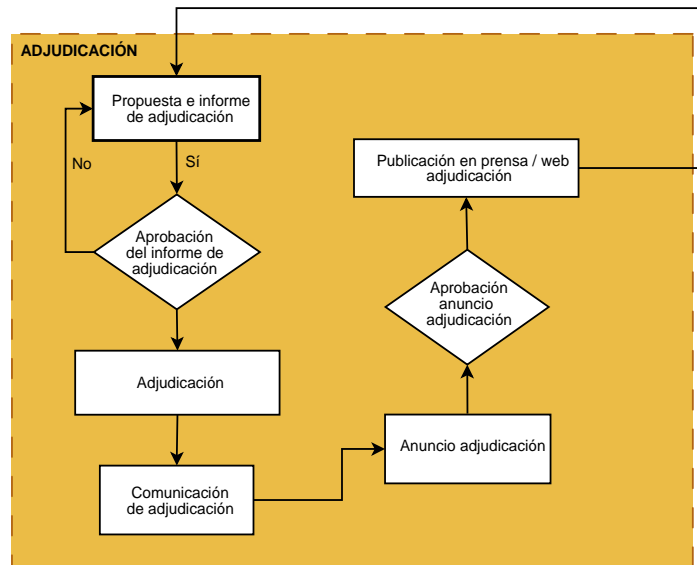 ADJUDICACIÓN
Propuesta e informe
de adjudicación
No
Sí
Aprobación
del informe de
adjudicación
Adjudicación
Comunicación
de adjudicación
Publicación en prensa / web
adjudicación
Aprobación
anuncio
adjudicación
Anuncio adjudicación